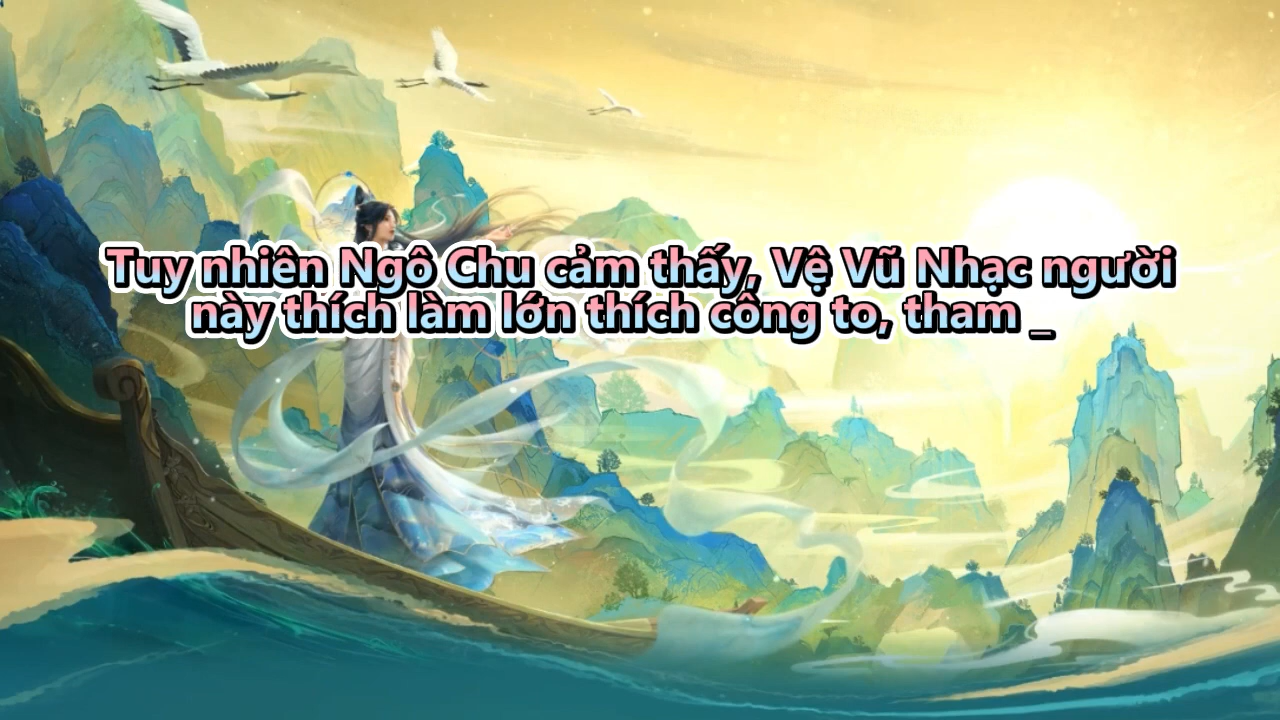 Tuy nhiên Ngô Chu cảm thấy, Vệ Vũ Nhạc người
này thích làm lớn thích công to, tham _